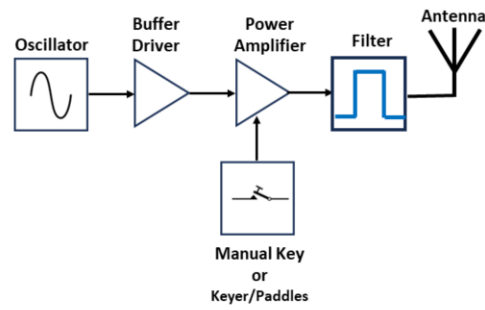 Oscillator
Buffer
Driver
Power
Amplifier
Filter
Antenna
Manual Key
or
Keyer/Paddles